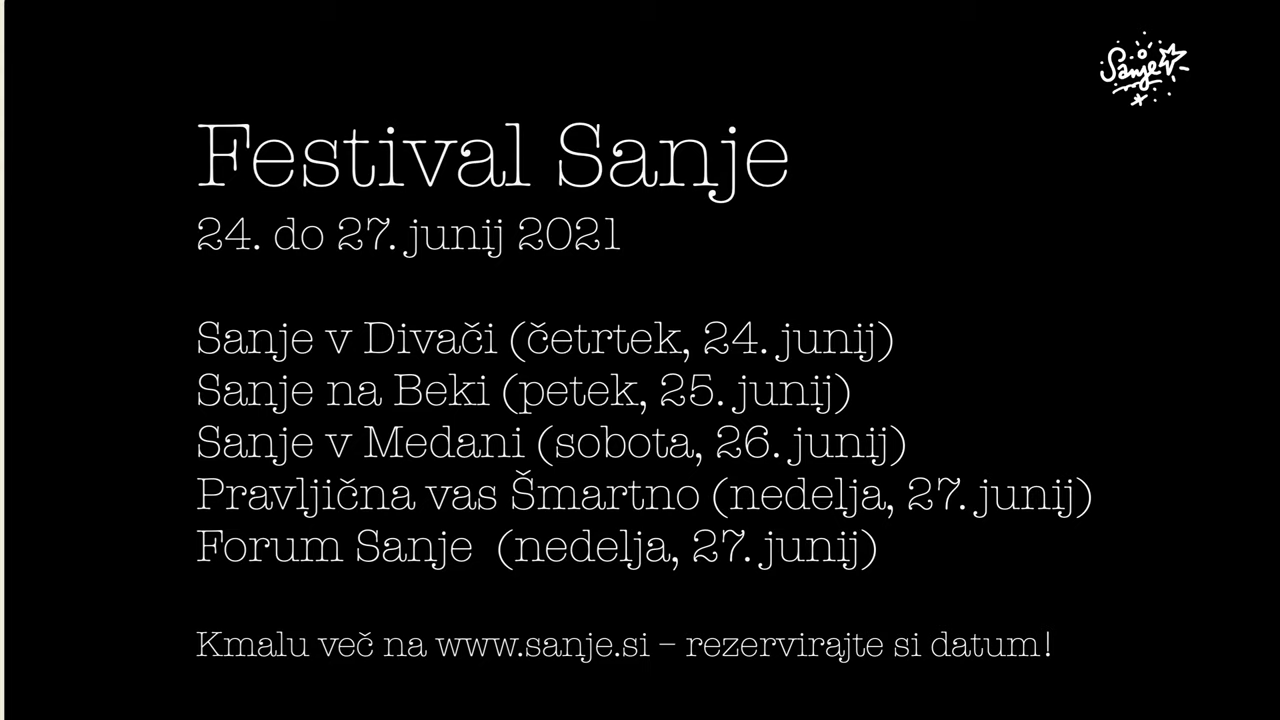 Sanje
Festival Sanje
24. do 27. junij 2021
Sanje v Divači (četrtek, 24. junij)
Sanje na Beki (petek, 25. junij)
Sanje v Medani (sobota, 26. junij)
Pravljična vas Šmartno (nedelja, 27. junij)
Forum Sanje (nedelja, 27. junij)
Kmalu več na www.sanje.si – rezervirajte si datum!